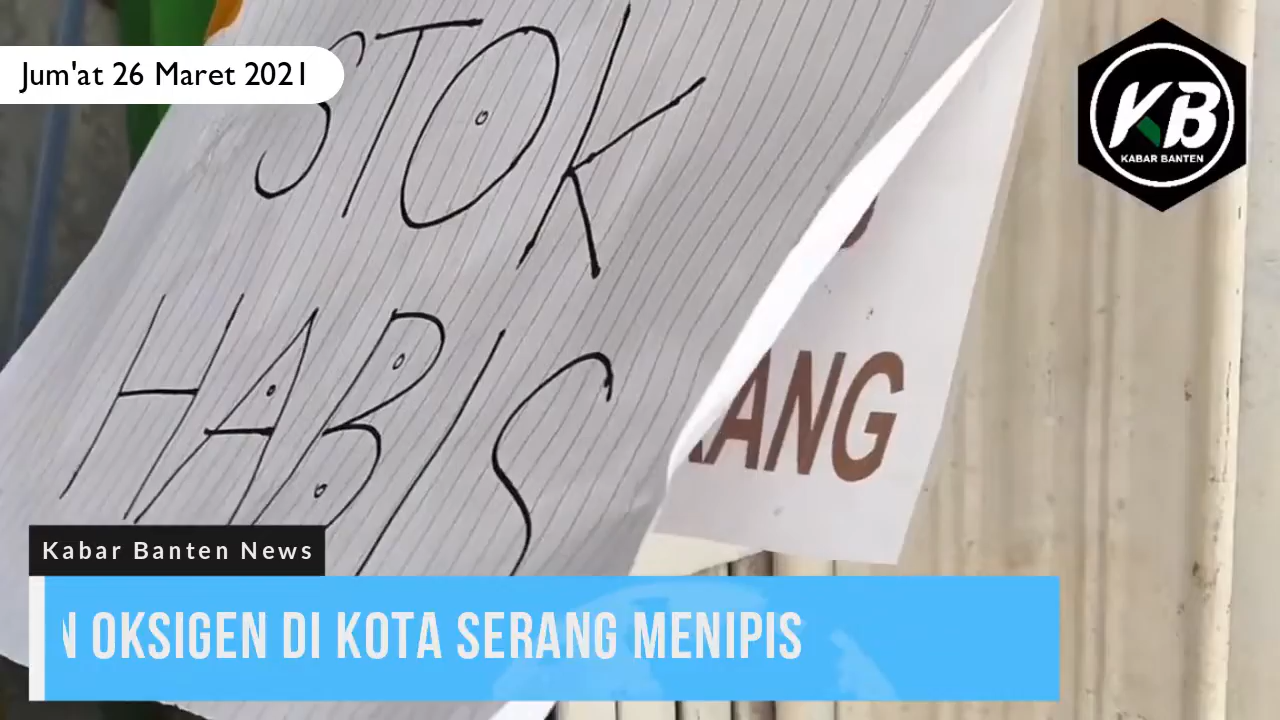 Jum'at 26 Maret 2021
STOK
HABIS
ANG
KB
KABAR BANTEN
Kabar Banten News
N OKSIGEN DI KOTA SERANG MENIPIS